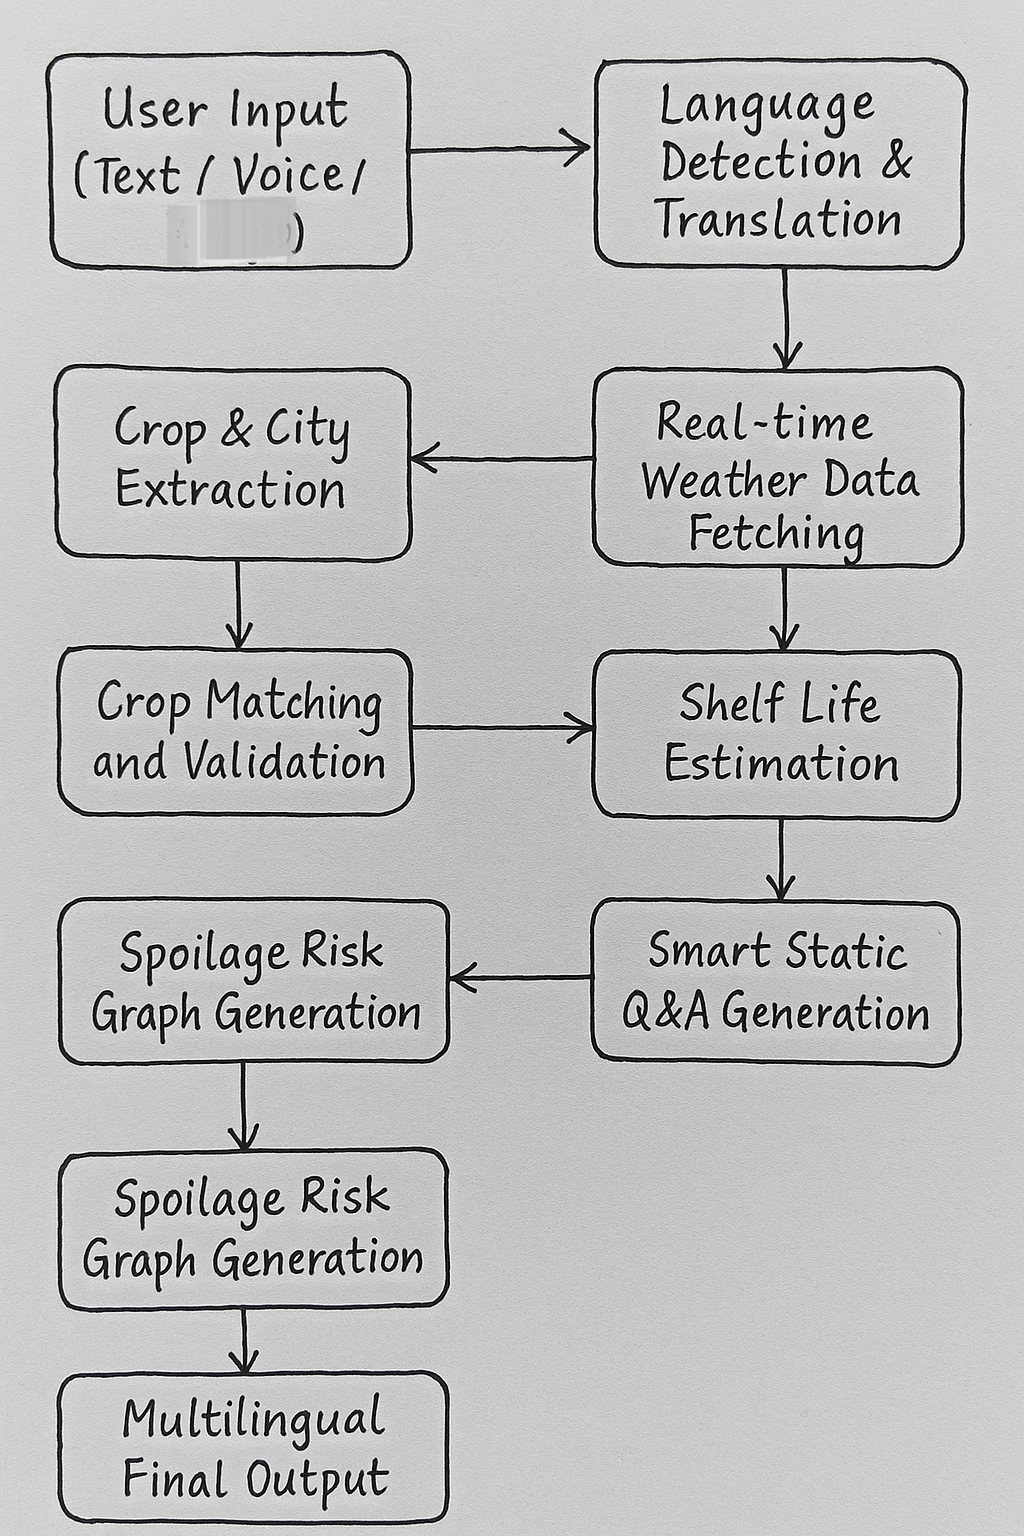 User Input
(Text / Voice /
)
Language
Detection &
Translation
Crop & City
Extraction
Real-time
Weather Data
Fetching
Crop Matching
and Validation
Shelf Life
Estimation
Spoilage Risk
Graph Generation
Smart Static
Q&A Generation
Spoilage Risk
Graph Generation
Multilingual
Final Output